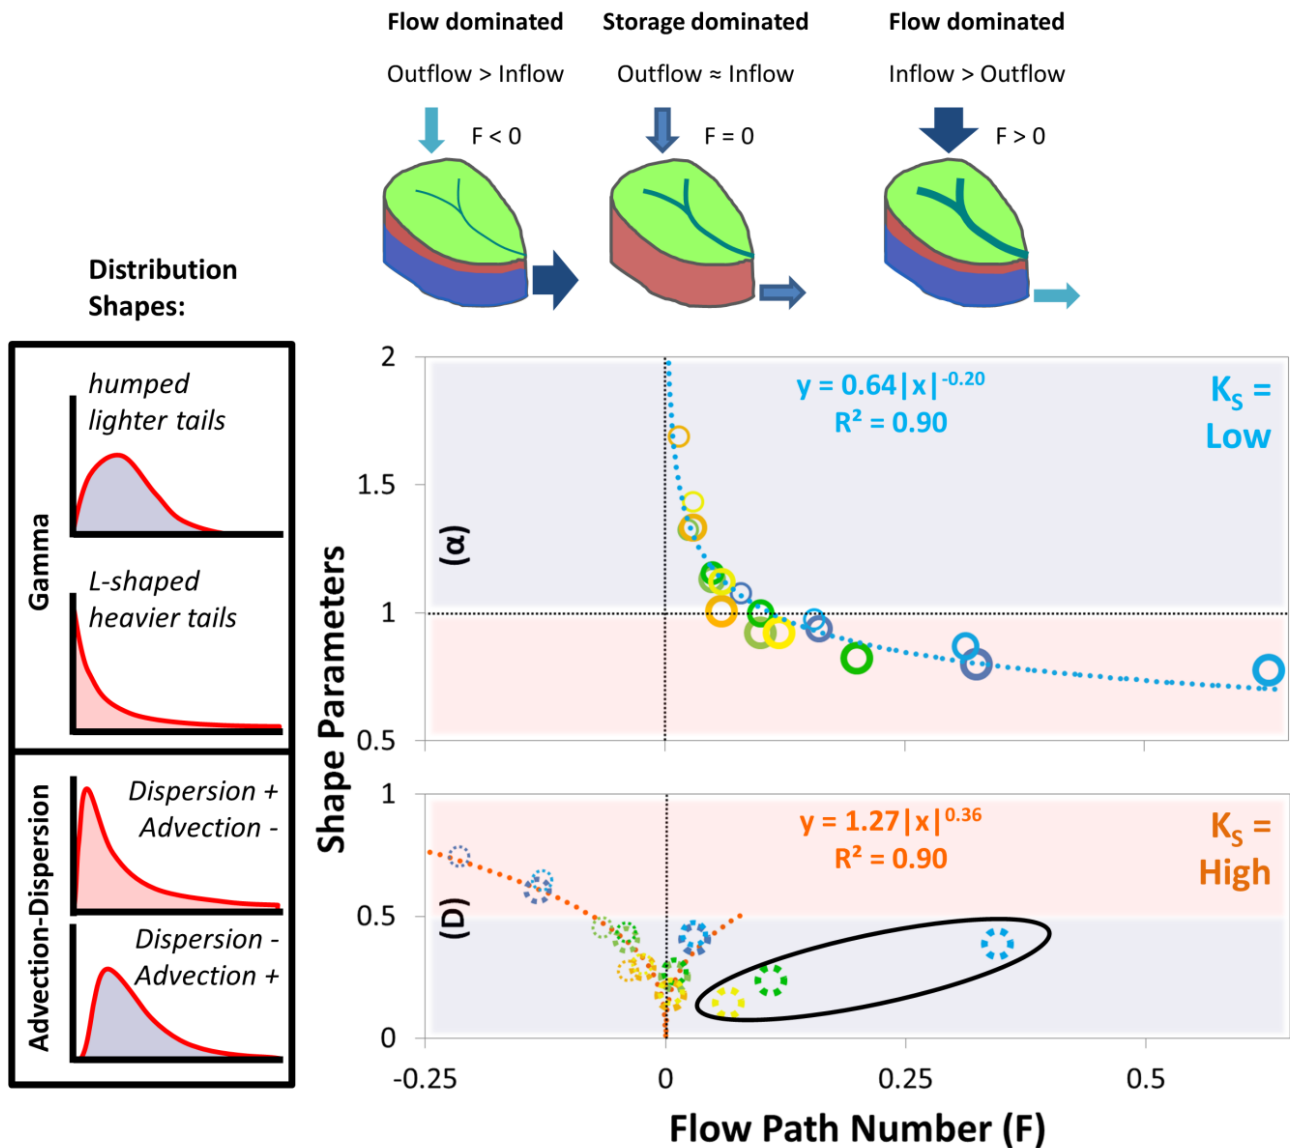 Flow dominated
Outflow > Inflow
F < 0
Storage dominated
Outflow ≈ Inflow
F = 0
Flow dominated
Inflow > Outflow
F > 0
Distribution
Shapes:
Gamma
humped
lighter tails
L-shaped
heavier tails
Advection-Dispersion
Dispersion +
Advection -
Dispersion -
Advection +
Shape Parameters
2
1.5
1
0.5
(α)
y = 0.64|x|^-0.20
R² = 0.90
K_S =
Low
1
0.5
0
(D)
y = 1.27|x|^0.36
R² = 0.90
K_S =
High
-0.25
0
0.25
0.5
Flow Path Number (F)